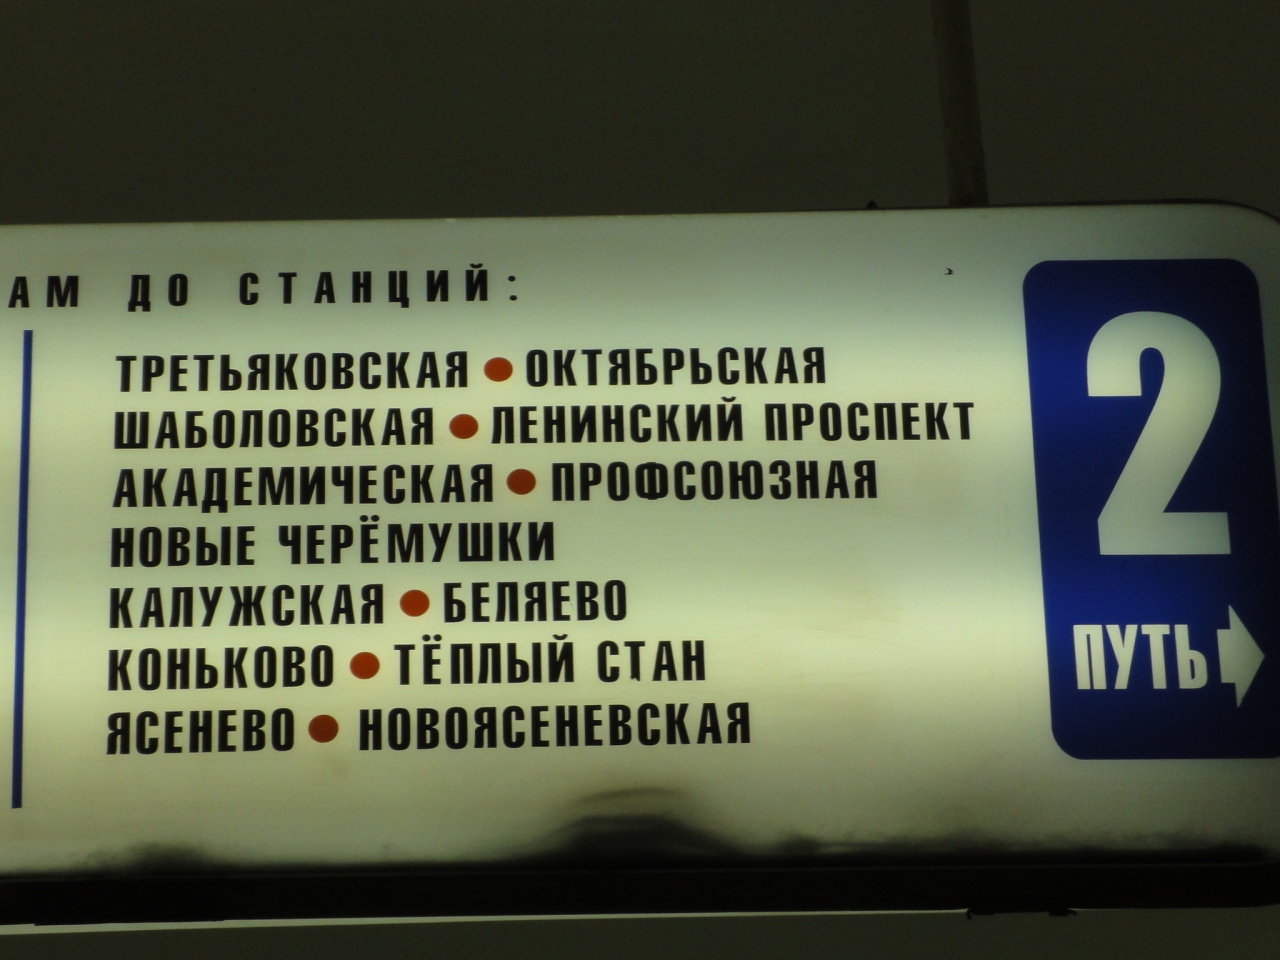 АМ ДО СТАНЦИЙ:
ТРЕТЬЯКОВСКАЯ • ОКТЯБРЬСКАЯ
ШАБОЛОВСКАЯ • ЛЕНИНСКИЙ ПРОСПЕКТ
АКАДЕМИЧЕСКАЯ • ПРОФСОЮЗНАЯ
НОВЫЕ ЧЕРЁМУШКИ
КАЛУЖСКАЯ • БЕЛЯЕВО
КОНЬКОВО • ТЁПЛЫЙ СТАН
ЯСЕНЕВО • НОВОЯСЕНЕВСКАЯ
2
ПУТЬ